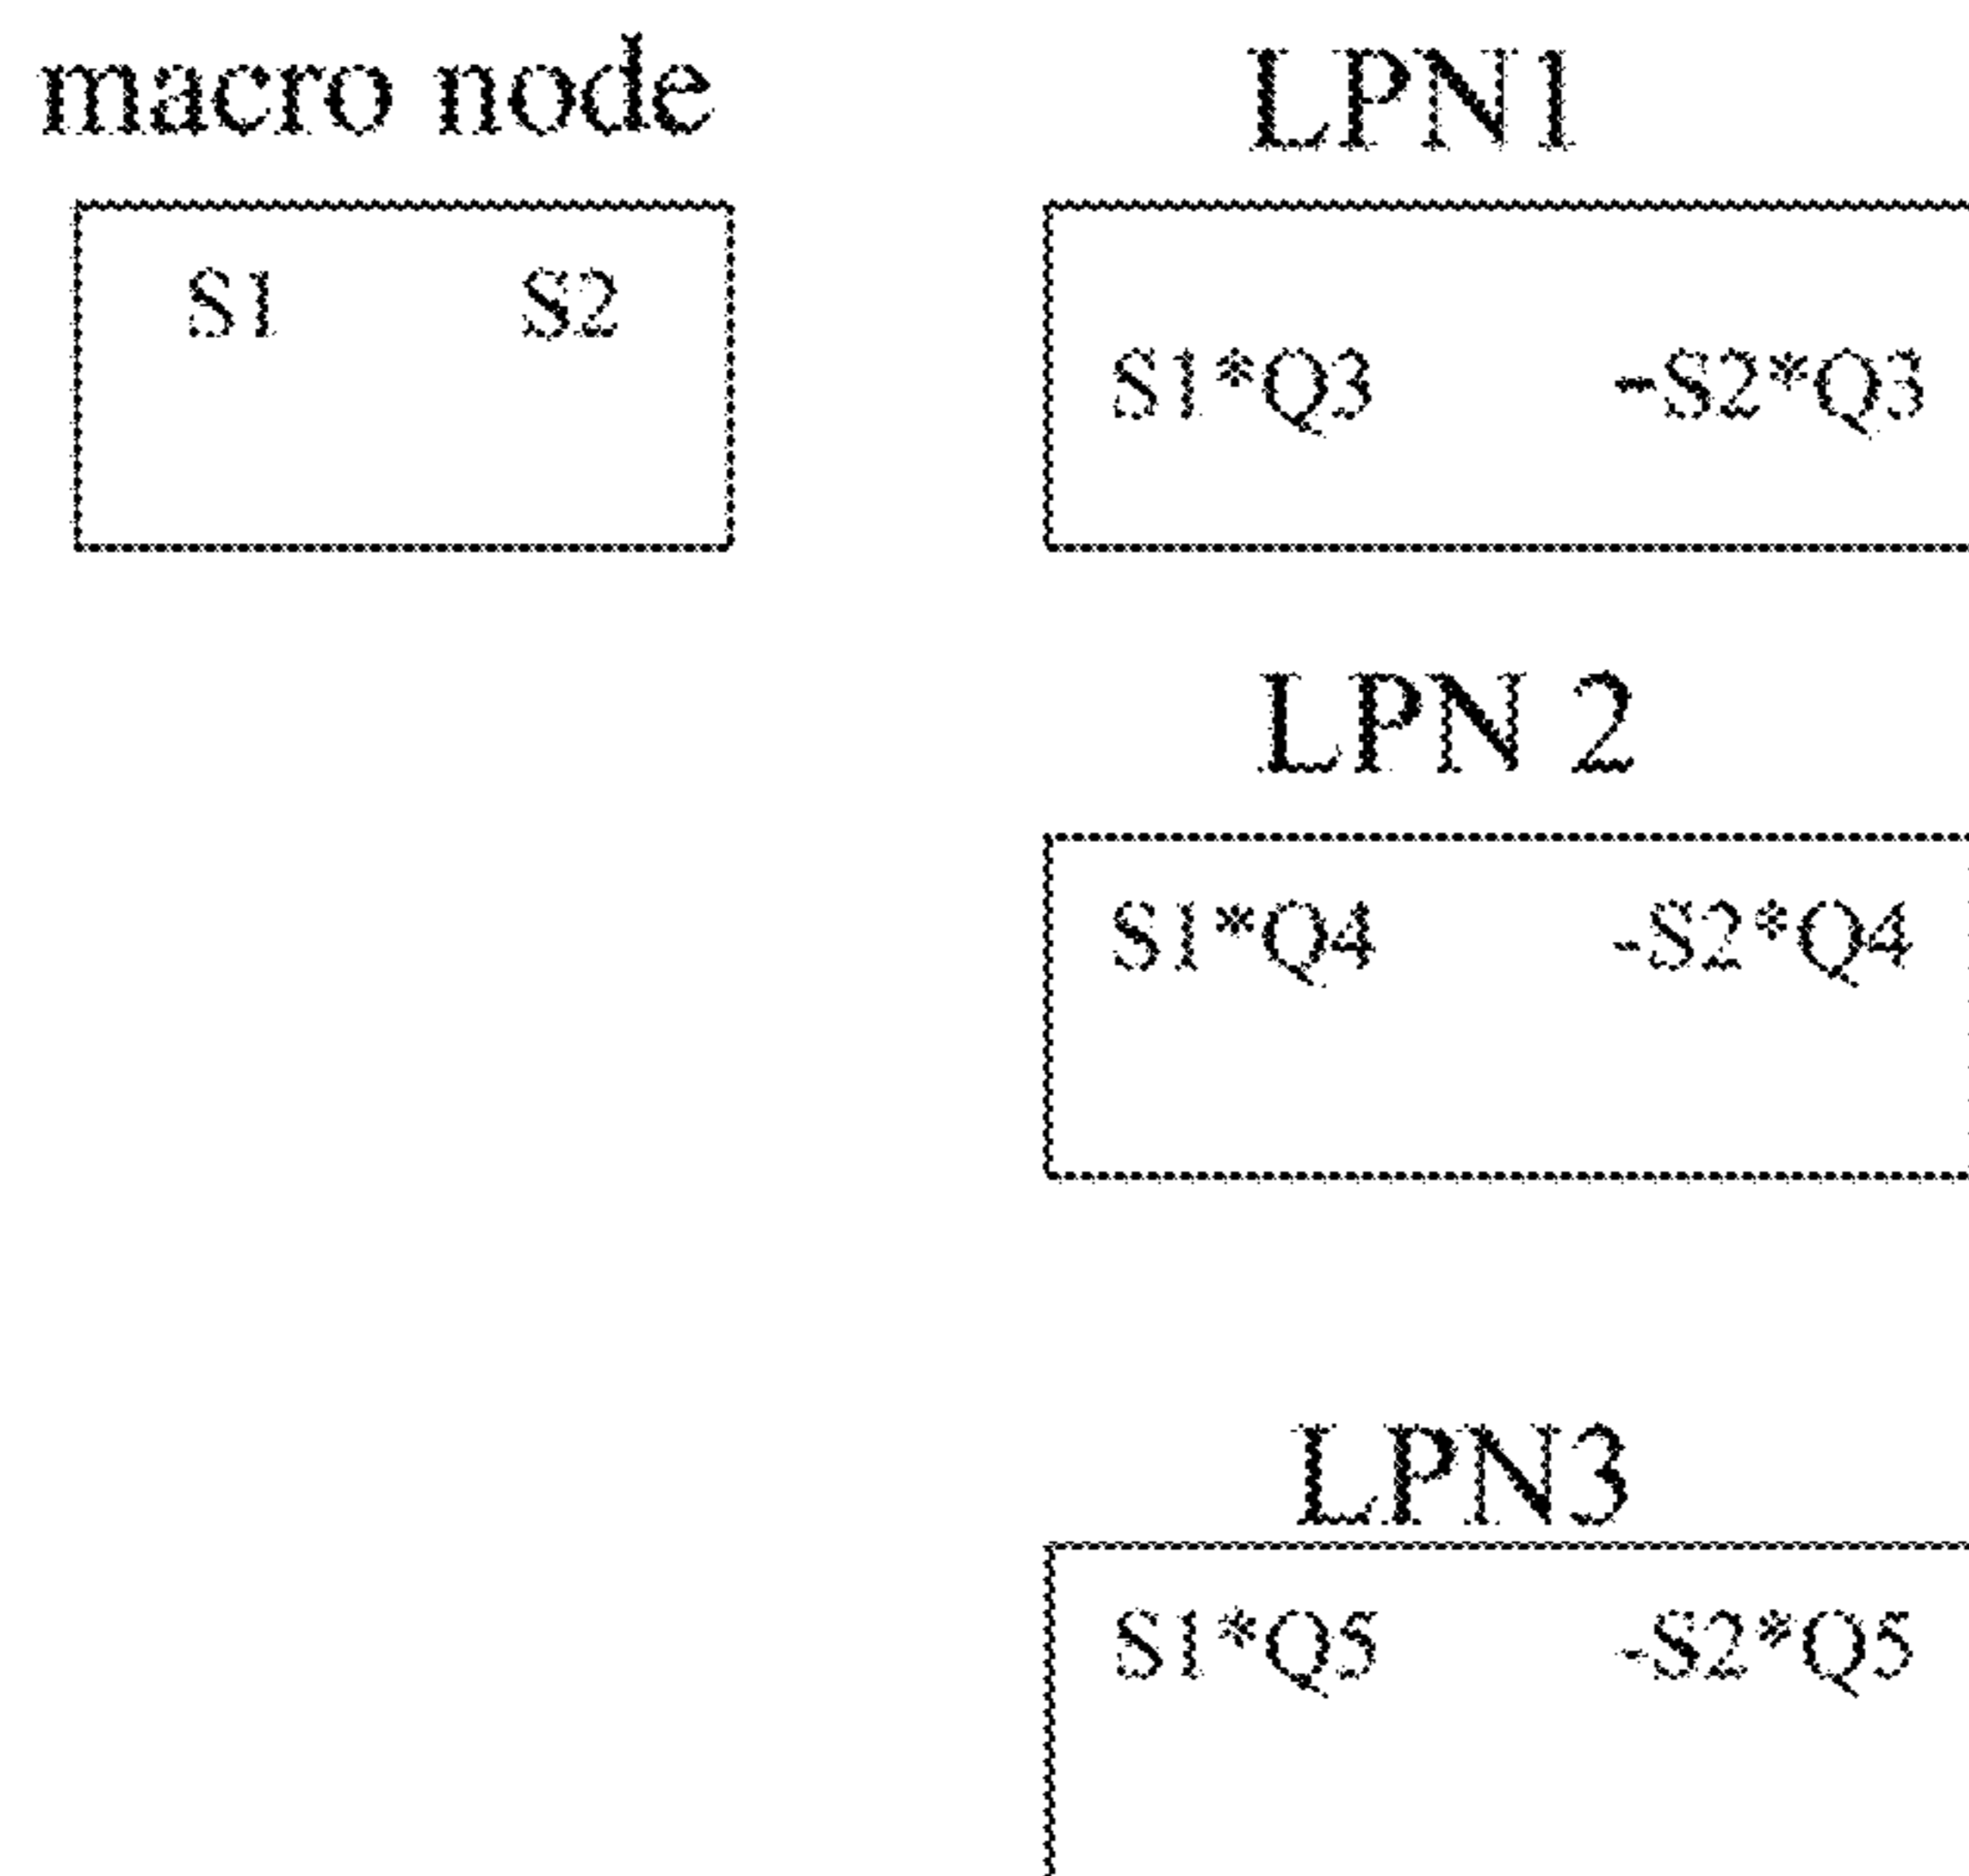 macro node
S1 S2
LPN1
S1*Q3 -S2*Q3
LPN 2
S1*Q4 -S2*Q4
LPN3
S1*Q5 -S2*Q5